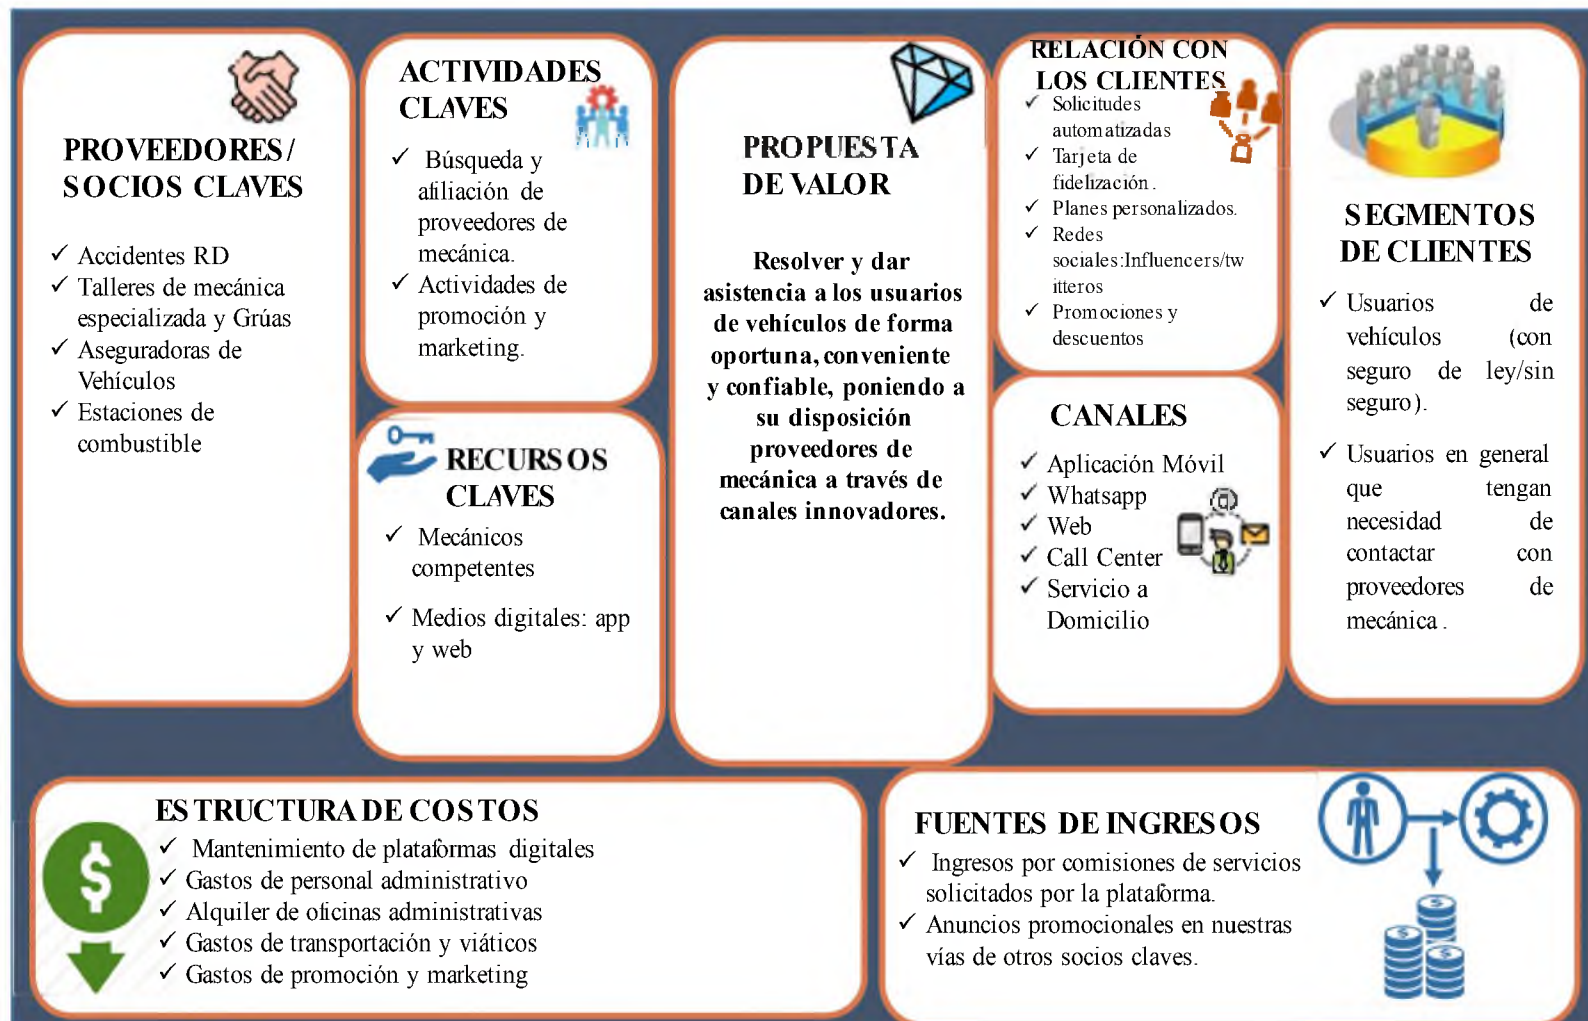 PROVEEDORES/
SOCIOS CLAVES
✓ Accidentes RD
✓ Talleres de mecánica
especializada y Grúas
✓ Aseguradoras de
Vehículos
✓ Estaciones de
combustible
ACTIVIDADES
CLAVES
✓ Búsqueda y
afiliación de
proveedores de
mecánica.
✓ Actividades de
promoción y
marketing.
RECURSOS
CLAVES
✓ Mecánicos
competentes
✓ Medios digitales: app
y web
PROPUESTA
DE VALOR
Resolver y dar
asistencia a los usuarios
de vehículos de forma
oportuna, conveniente
y confiable, poniendo a
su disposición
proveedores de
mecánica a través de
canales innovadores.
RELACIÓN CON
LOS CLIENTES
✓ Solicitudes
automatizadas
✓ Tarjeta de
fidelización.
✓ Planes personalizados.
✓ Redes
sociales:Influencers/tw
itteros
✓ Promociones y
descuentos
CANALES
✓ Aplicación Móvil
✓ Whatsapp
✓ Web
✓ Call Center
✓ Servicio a
Domicilio
SEGMENTOS
DE CLIENTES
✓ Usuarios de
vehículos (con
seguro de ley/sin
seguro).
✓ Usuarios en general
que tengan
necesidad de
contactar con
proveedores de
mecánica.
ESTRUCTURA DE COSTOS
✓ Mantenimiento de plataformas digitales
✓ Gastos de personal administrativo
✓ Alquiler de oficinas administrativas
✓ Gastos de transportación y viáticos
✓ Gastos de promoción y marketing
FUENTES DE INGRESOS
✓ Ingresos por comisiones de servicios
solicitados por la plataforma.
✓ Anuncios promocionales en nuestras
vías de otros socios claves.